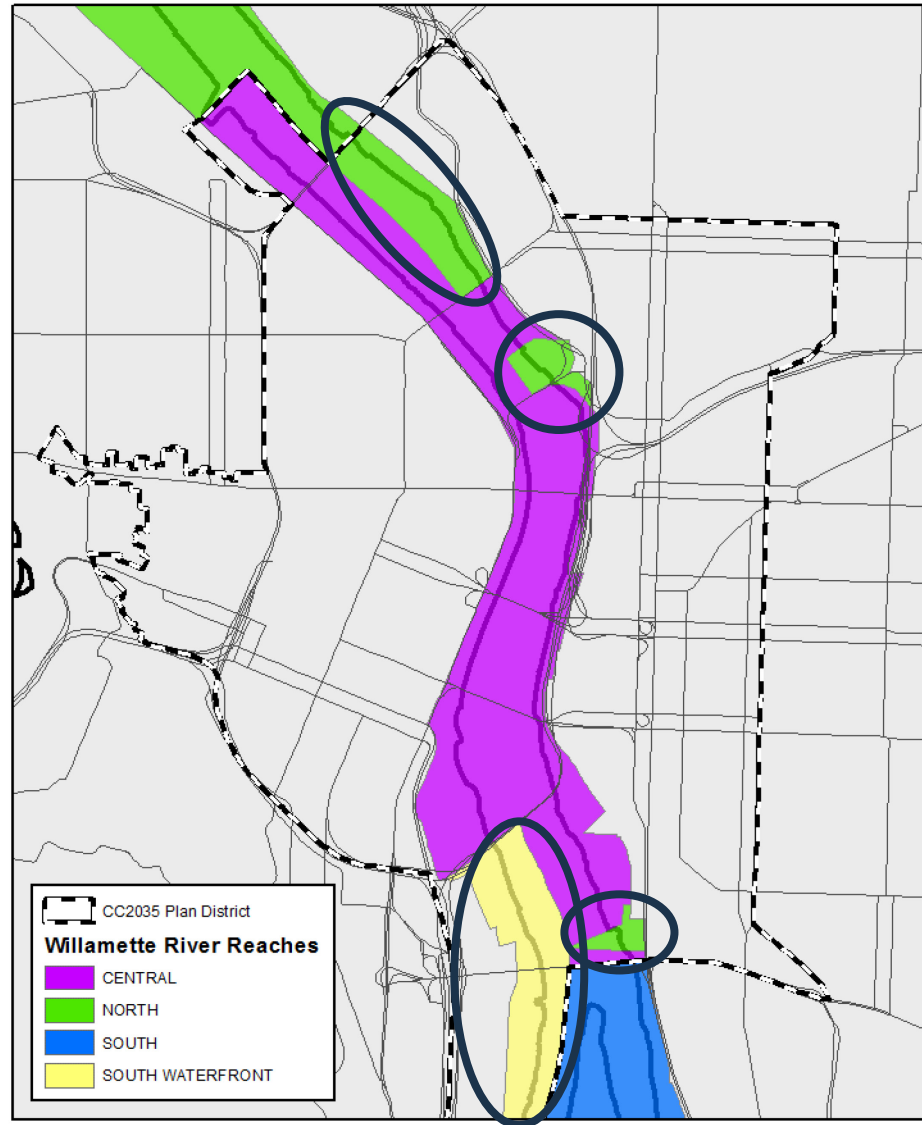 CC2035 Plan District
Willamette River Reaches
CENTRAL
NORTH
SOUTH
SOUTH WATERFRONT